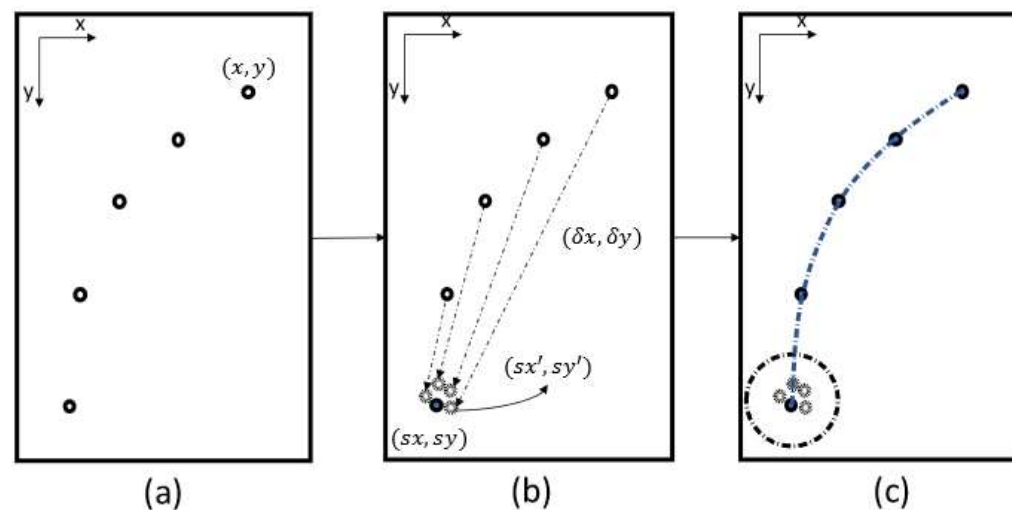 x
y
(x, y)
(a)
x
y
(δx, δy)
(sx′, sy′)
(sx, sy)
(b)
x
y
(c)